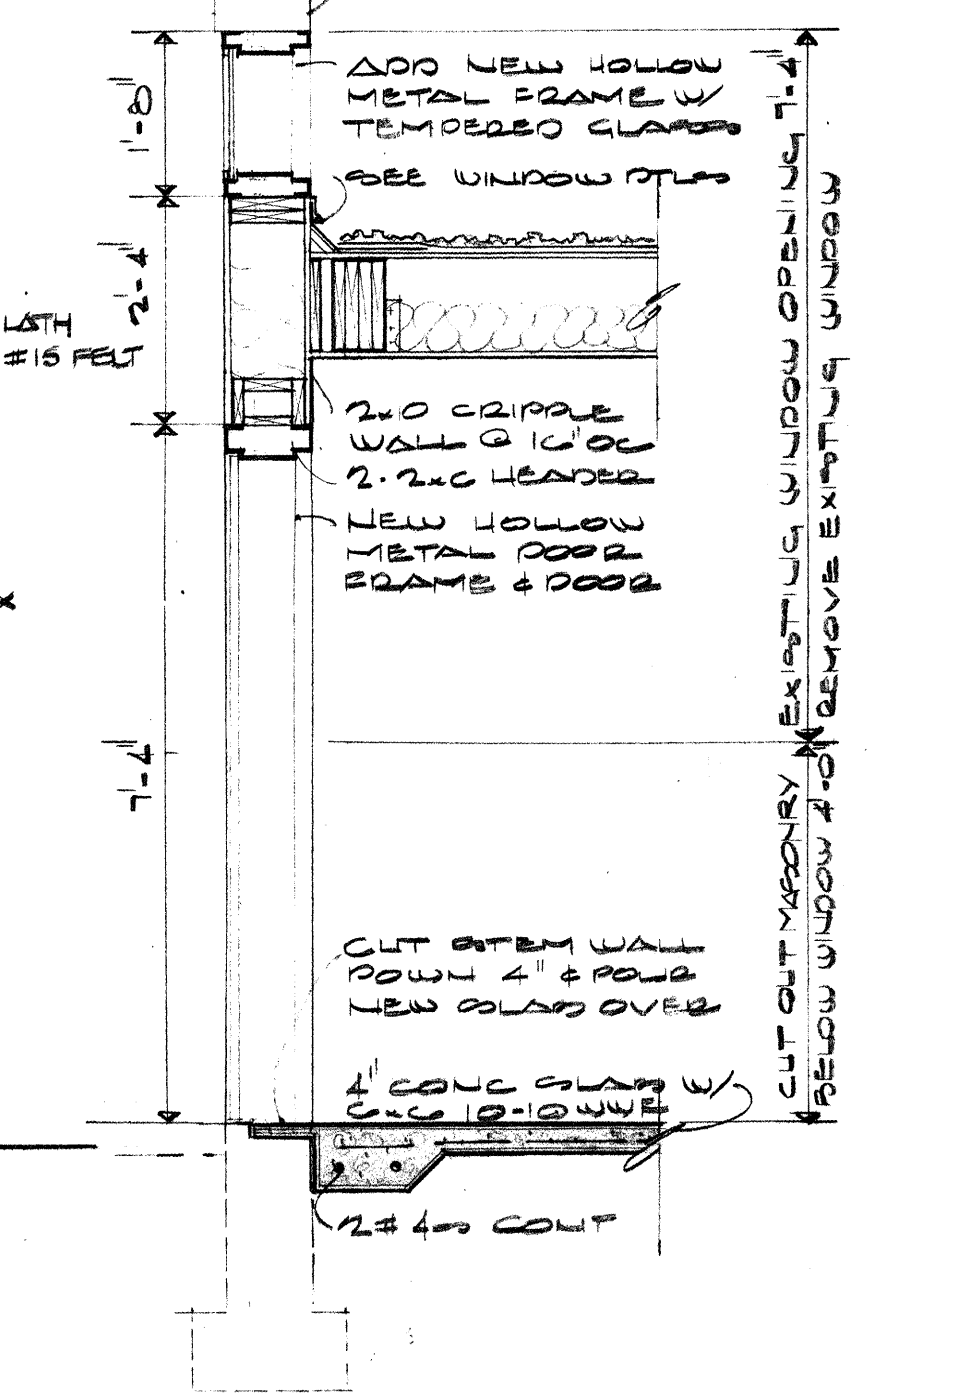 ADD NEW HOLLOW
METAL FRAME W/
TEMPERED GLASS
SEE WINDOW DTLS
1'-8"
2'-4"
7'-4"
LATH
#15 FELT
2x6 CRIPPLE
WALL @ 16" OC
2-2x6 HEADER
NEW HOLLOW
METAL DOOR
FRAME & DOOR
EXISTING WINDOW OPENING 7'-4"
REMOVE EXISTING WINDOW
CUT OUT MASONRY
BELOW WINDOW 4'-0"
CUT STEM WALL
DOWN 4" & POUR
NEW SLAB OVER
4" CONC SLAB W/
6x6 10-10 WWF
2 #4s CONT
X